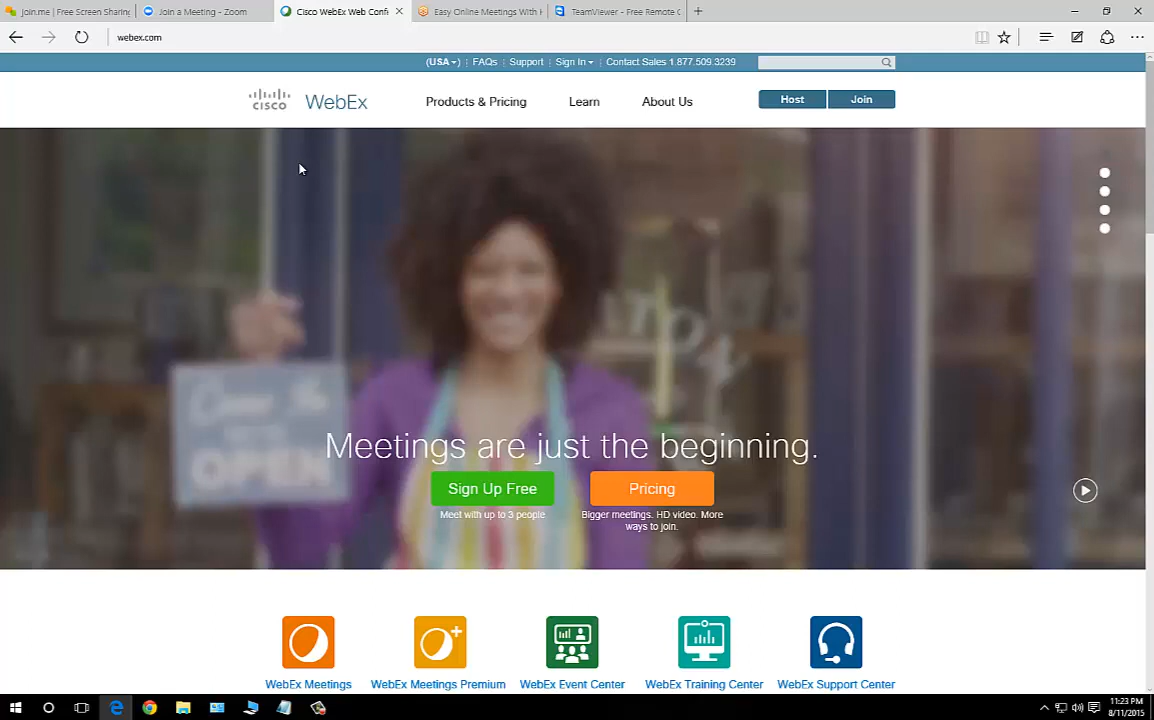 Join.me | Free Screen Sharing
Join a Meeting - Zoom
Cisco WebEx Web Conf
Easy Online Meetings With
TeamViewer - Free Remote C
webex.com
(USA) FAQs Support Sign In Contact Sales 1.877.509.3239
CISCO WebEx
Products & Pricing
Learn
About Us
Host
Join
OPEN
Meetings are just the beginning.
Sign Up Free
Meet with up to 3 people
Pricing
Bigger meetings. HD video. More
ways to join.
WebEx Meetings
WebEx Meetings Premium
WebEx Event Center
WebEx Training Center
WebEx Support Center
11:23 PM
8/11/2015